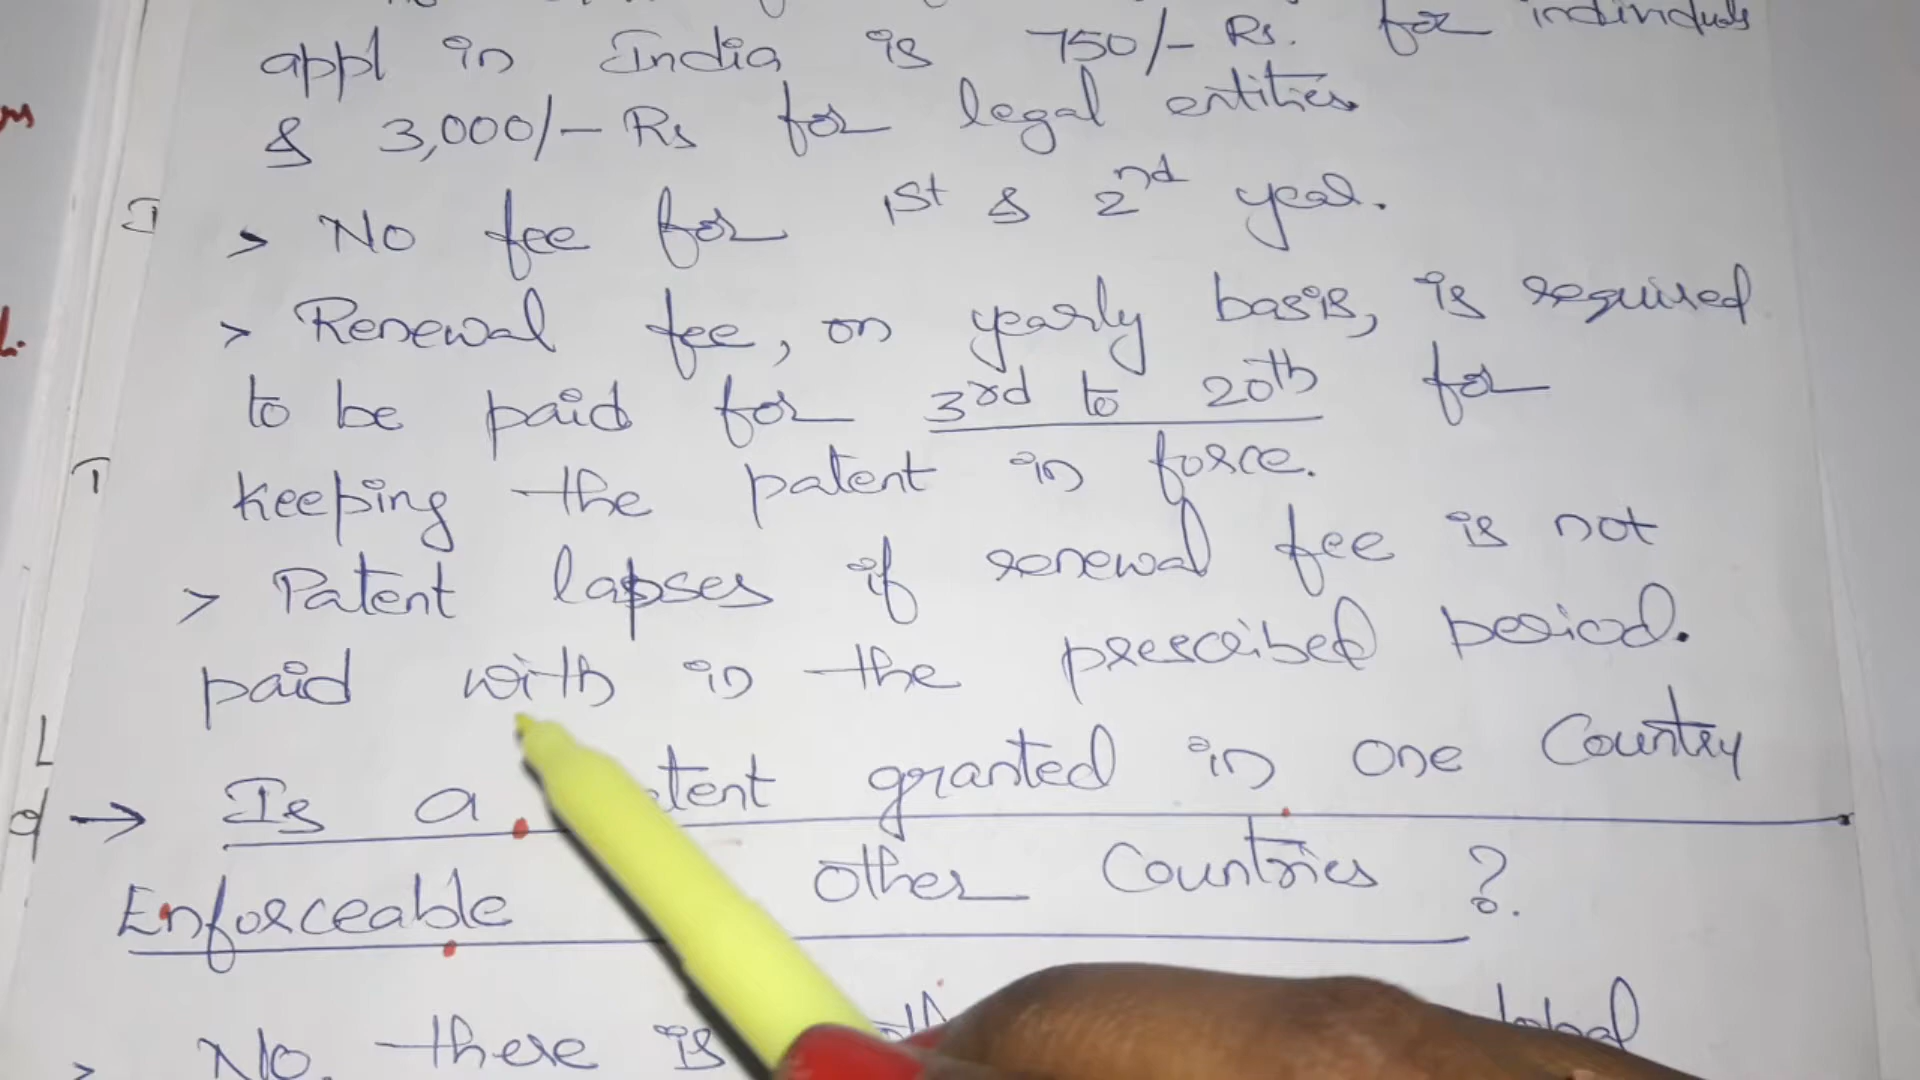 appl in India is 750/- Rs. for individuals
& 3,000/- Rs for legal entities
> No fee for 1st & 2nd year.
> Renewal fee, on yearly basis, is required
to be paid for 3rd to 20th for
keeping the patent in force.
> Patent lapses if renewal fee is not
paid with in the prescribed period.
→ Is a tent granted in one Country
Enforceable other Countries ?
> No, there is